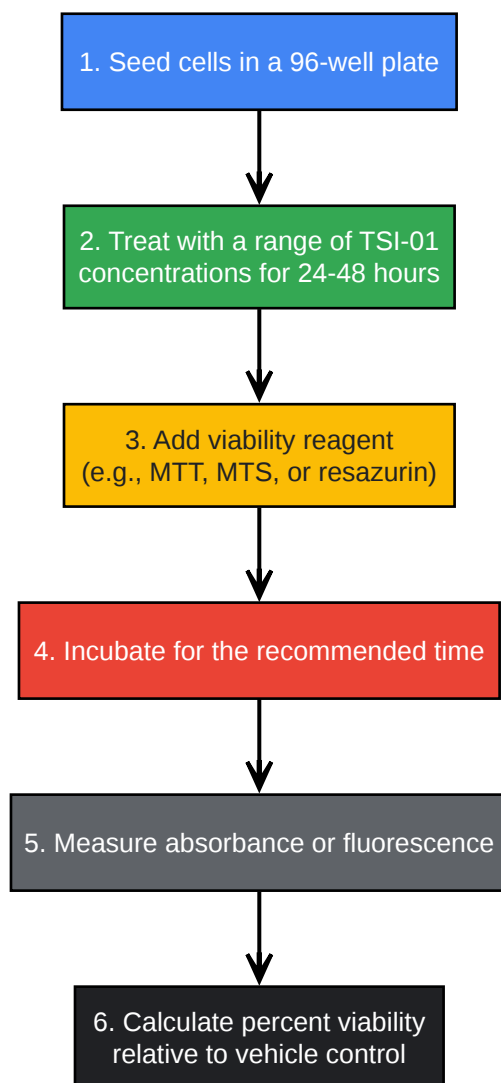 1. Seed cells in a 96-well plate
2. Treat with a range of TSI-01
concentrations for 24-48 hours
3. Add viability reagent
(e.g., MTT, MTS, or resazurin)
4. Incubate for the recommended time
5. Measure absorbance or fluorescence
6. Calculate percent viability
relative to vehicle control